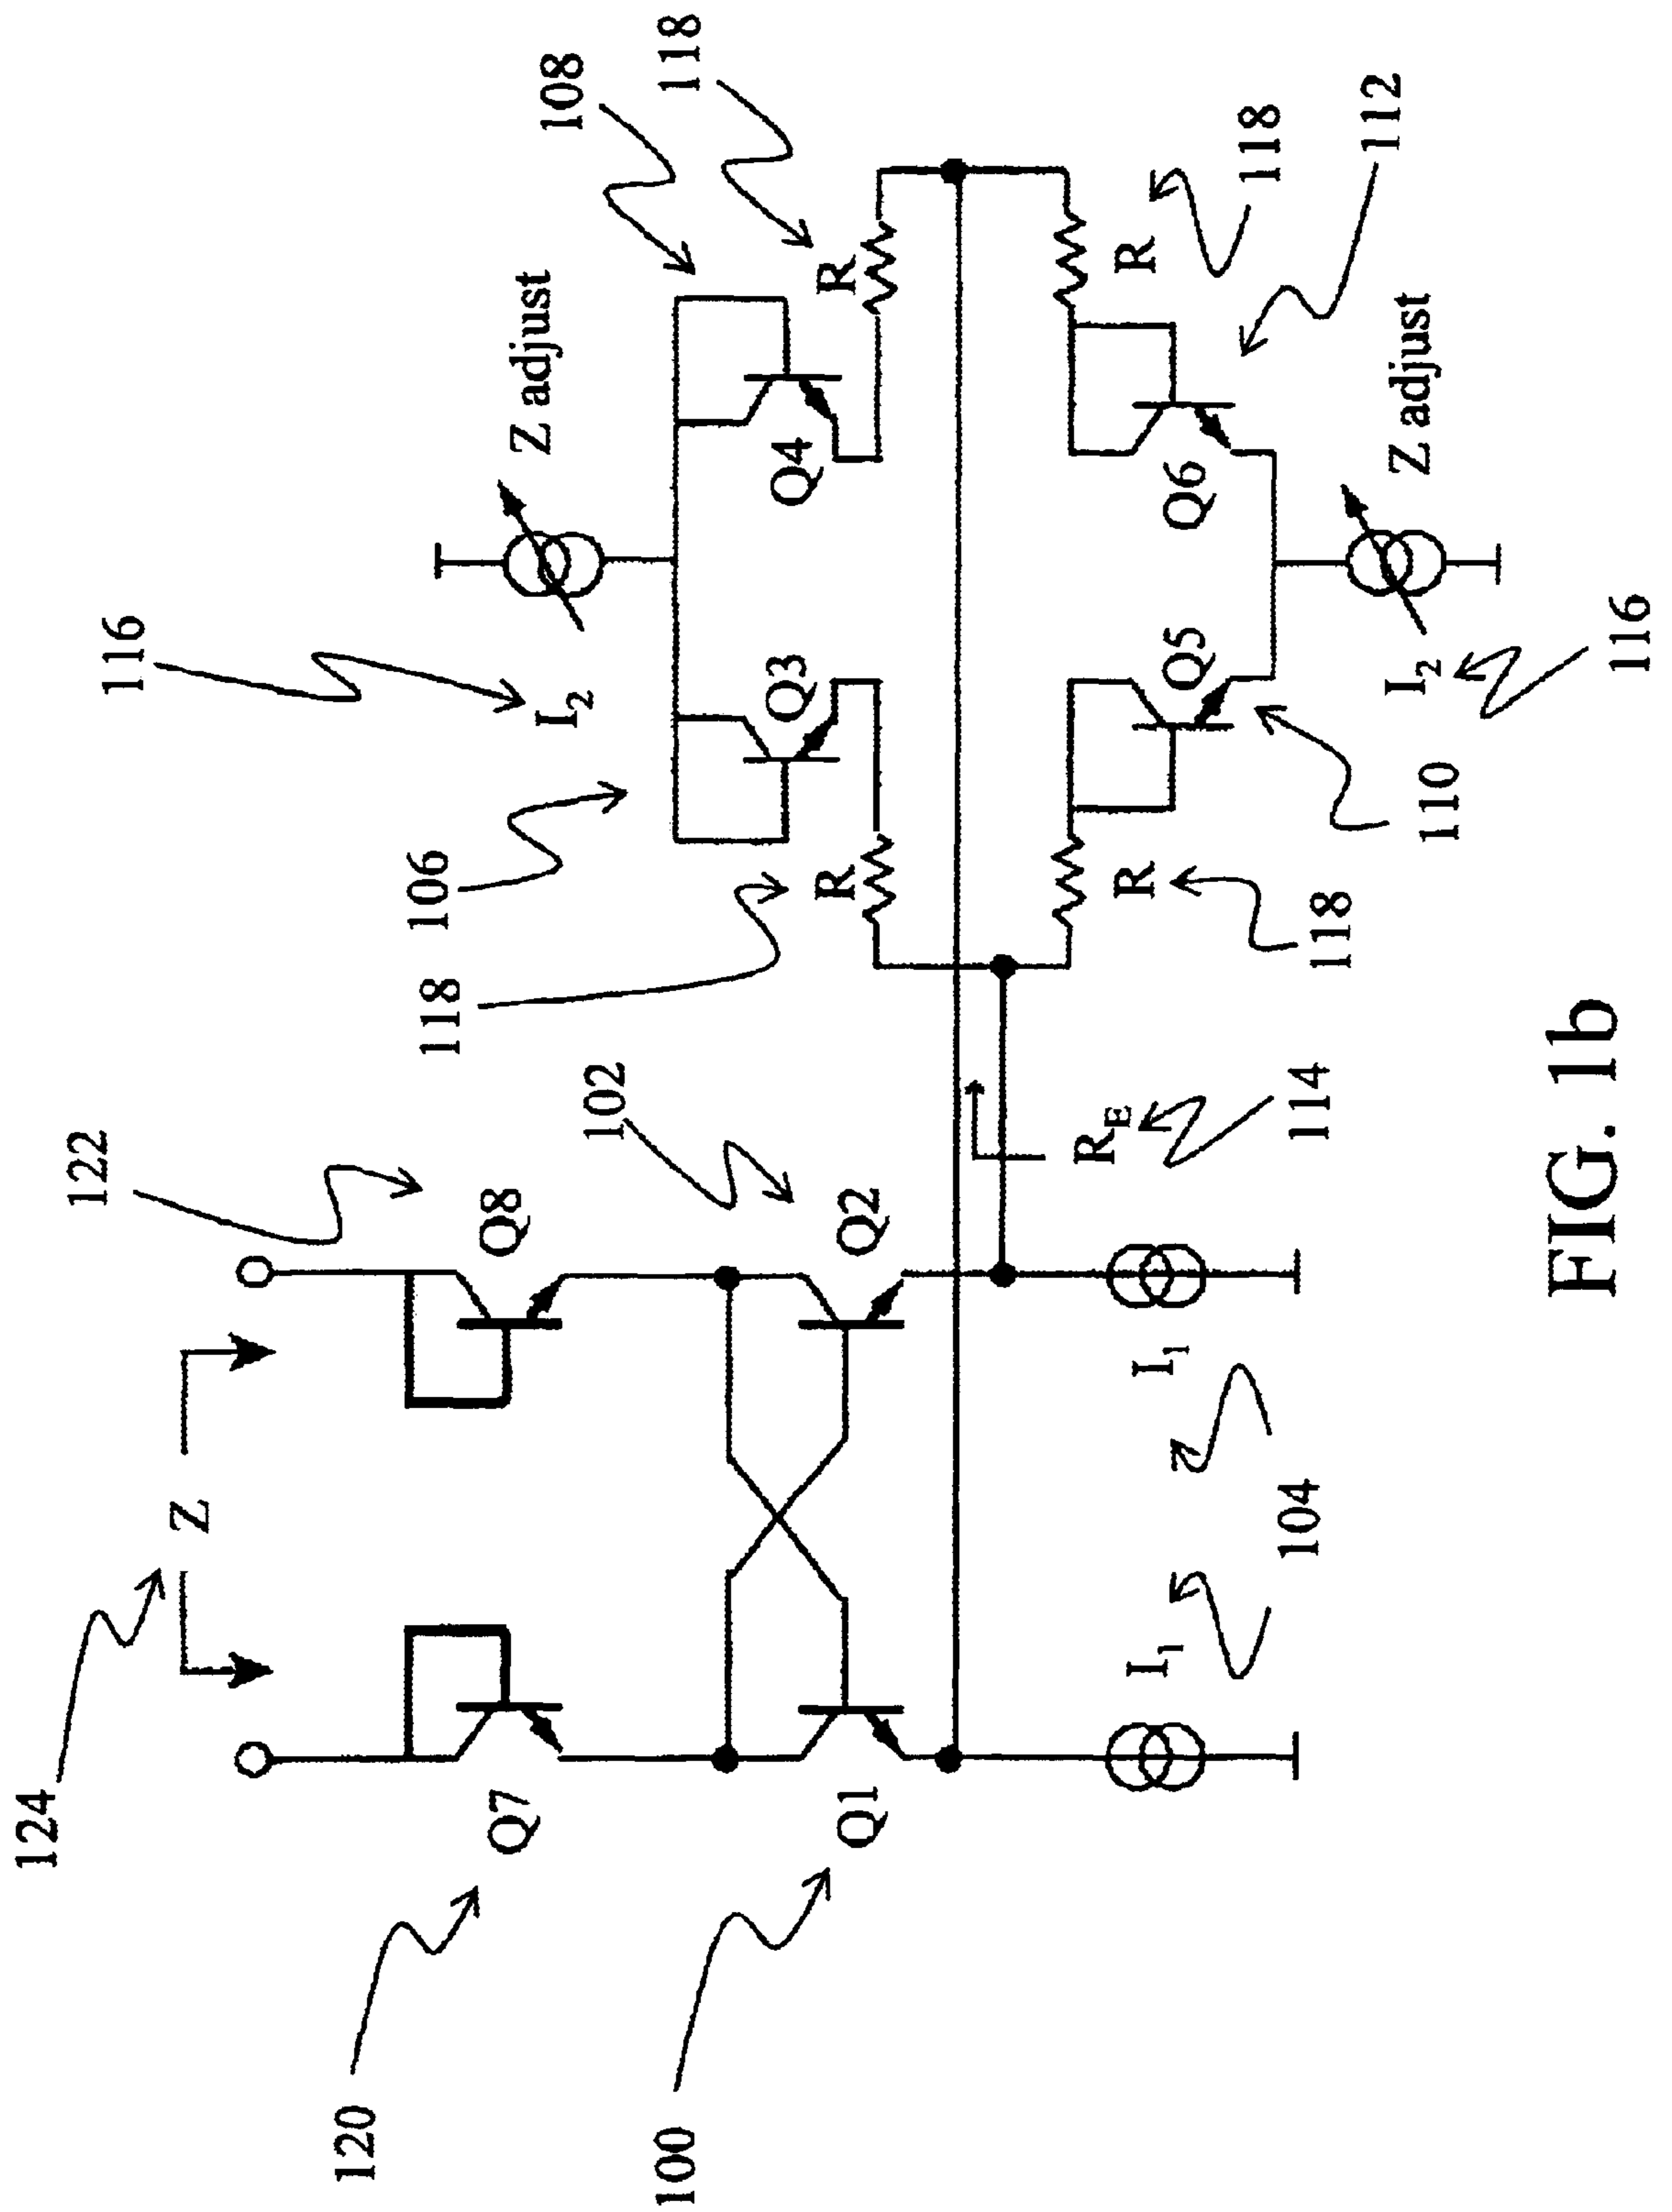 124
Z
122
120
Q7
Q8
100
Q1
Q2
102
I1
I1
104
RE
114
116
I2
Z adjust
106
Q3
Q4
108
118
R
R
118
118
R
R
118
110
Q5
Q6
112
I2
Z adjust
116
FIG. 1b